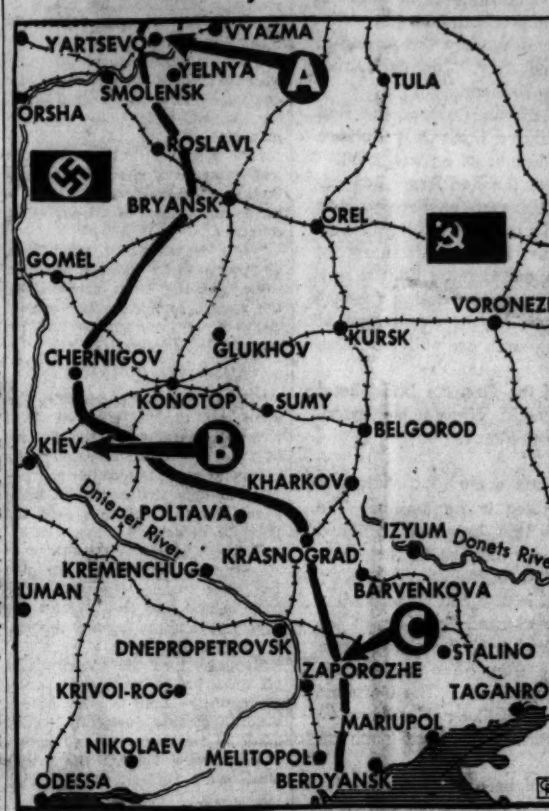 VYAZMA
YARTSEVO
YELNYA
A
SMOLENSK
TULA
ORSHA
ROSLAVL
BRYANSK
OREL
GOMEL
VORONEZ
GLUKHOV
KURSK
CHERNIGOV
KONOTOP
SUMY
BELGOROD
KIEV
B
KHARKOV
Dnieper River
POLTAVA
IZYUM
Donets Rive
KRASNOGRAD
KREMENCHUG
BARVENKOVA
UMAN
C
DNEPROPETROVSK
STALINO
ZAPOROZHE
KRIVOI-ROG
TAGANRO
MARIUPOL
NIKOLAEV
MELITOPOL
ODESSA
BERDYANSK